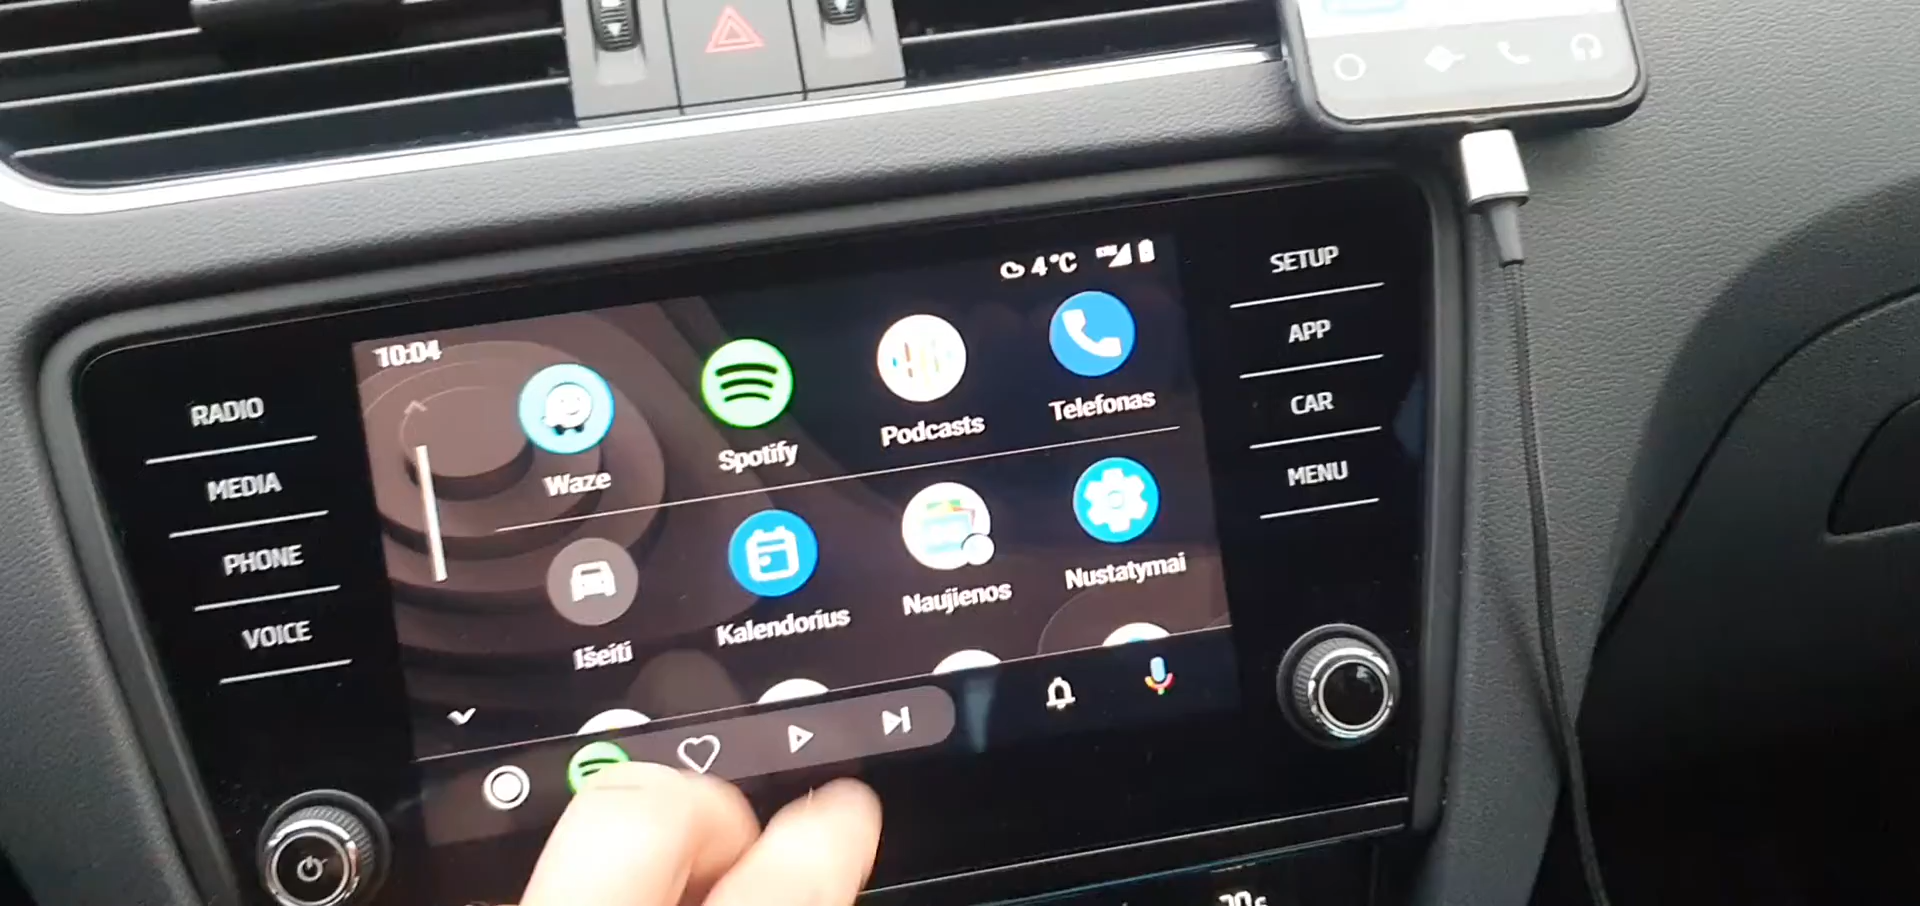 4°C
10:04
Waze
Spotify
Podcasts
Telefonas
Išeiti
Kalendorius
Naujienos
Nustatymai
RADIO
MEDIA
PHONE
VOICE
SETUP
APP
CAR
MENU